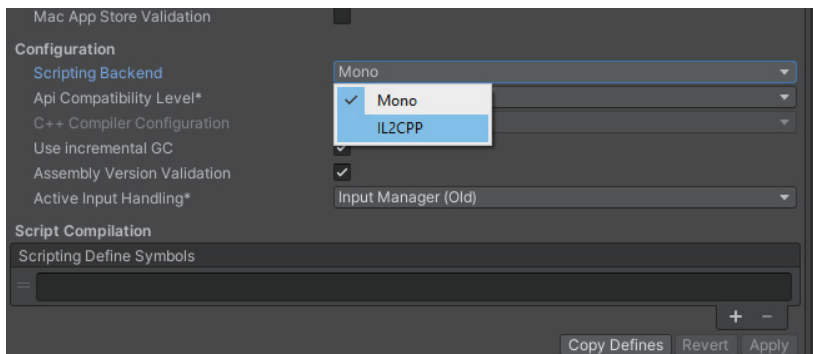 Mac App Store Validation
Configuration
Scripting Backend Mono
Api Compatibility Level*
Mono
C++ Compiler Configuration
IL2CPP
Use incremental GC
Assembly Version Validation
Active Input Handling* Input Manager (Old)
Script Compilation
Scripting Define Symbols
+ −
Copy Defines Revert Apply